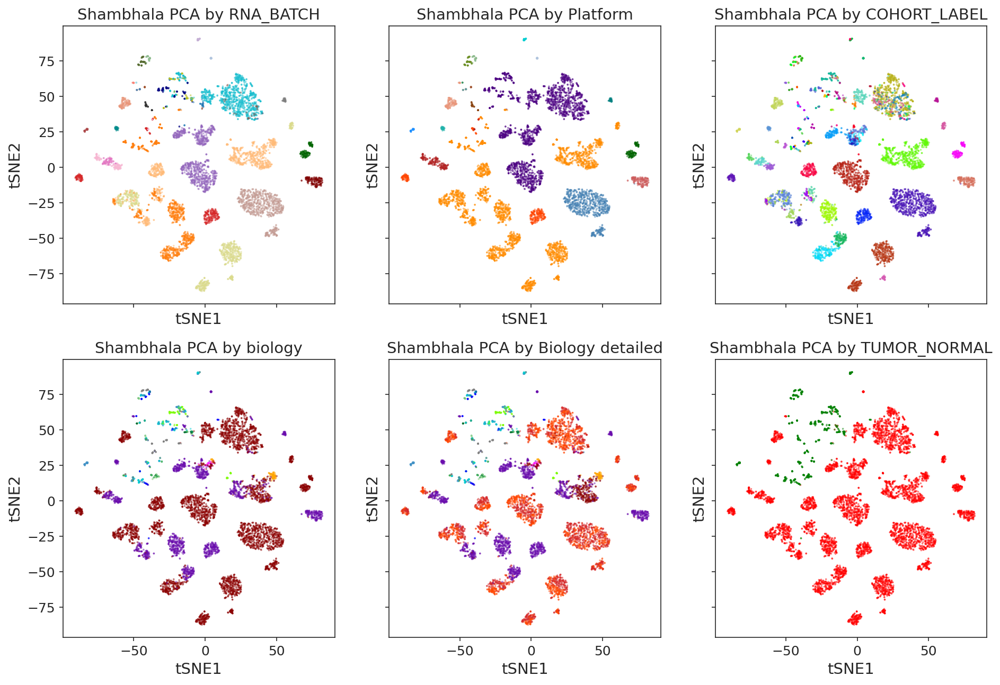 Shambhala PCA by RNA_BATCH
Shambhala PCA by Platform
Shambhala PCA by COHORT_LABEL
tSNE2
75
50
25
0
−25
−50
−75
tSNE1
tSNE2
tSNE1
tSNE2
tSNE1
Shambhala PCA by biology
Shambhala PCA by Biology detailed
Shambhala PCA by TUMOR_NORMAL
tSNE2
75
50
25
0
−25
−50
−75
−50 0 50
tSNE1
tSNE2
−50 0 50
tSNE1
tSNE2
−50 0 50
tSNE1